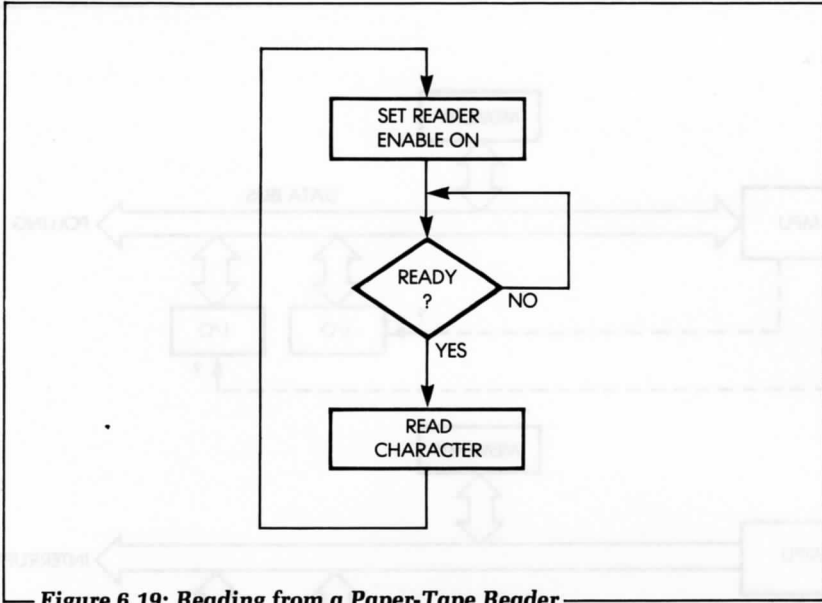 SET READER
ENABLE ON
READY
?
NO
YES
READ
CHARACTER
Figure 6.19: Reading from a Paper-Tape Reader